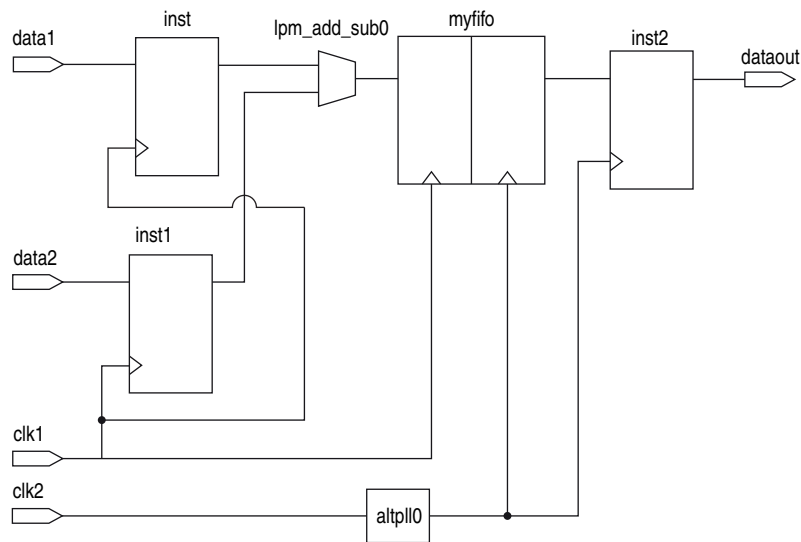 inst
lpm_add_sub0
myfifo
inst2
data1
dataout
inst1
data2
clk1
clk2
altpll0